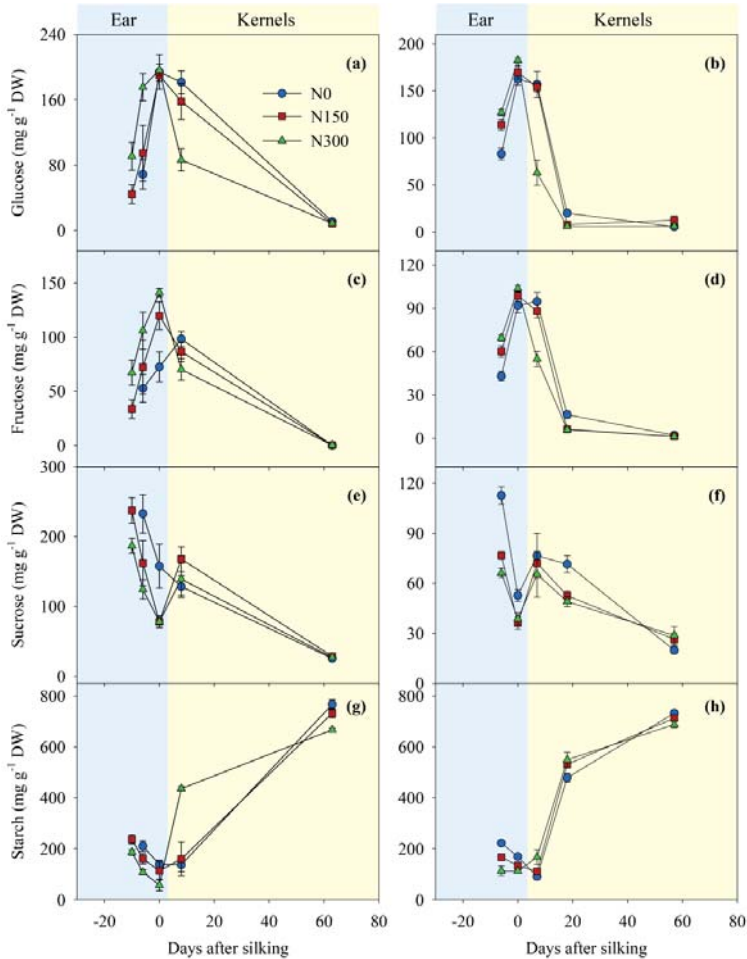 Ear Kernels Ear Kernels
240
160
80
0
Glucose (mg g⁻¹ DW)
(a)
N0
N150
N300
200
150
100
50
0
(b)
150
100
50
0
Fructose (mg g⁻¹ DW)
(c)
120
90
60
30
0
(d)
300
200
100
0
Sucrose (mg g⁻¹ DW)
(e)
120
90
60
30
0
(f)
800
600
400
200
0
Starch (mg g⁻¹ DW)
(g)
800
600
400
200
0
(h)
-20 0 20 40 60 80
Days after silking
-20 0 20 40 60 80
Days after silking